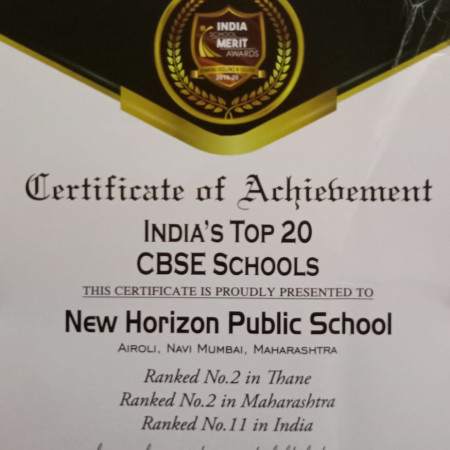 INDIA
SCHOOL
MERIT
AWARDS
Certificate of Achievement
INDIA'S TOP 20
CBSE SCHOOLS
THIS CERTIFICATE IS PROUDLY PRESENTED TO
New Horizon Public School
AIROLI, NAVI MUMBAI, MAHARASHTRA
Ranked No.2 in Thane
Ranked No.2 in Maharashtra
Ranked No.11 in India